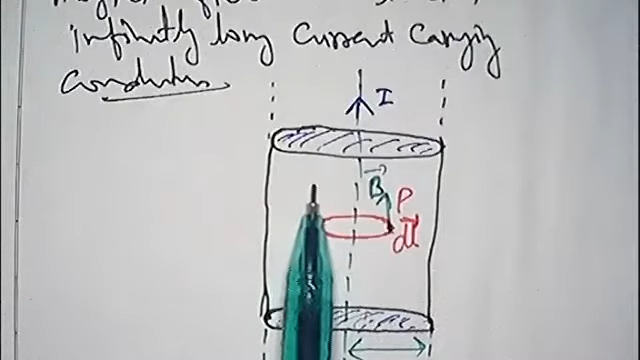 infinitly long Current Carrying
Conductor
I
B
P
dl